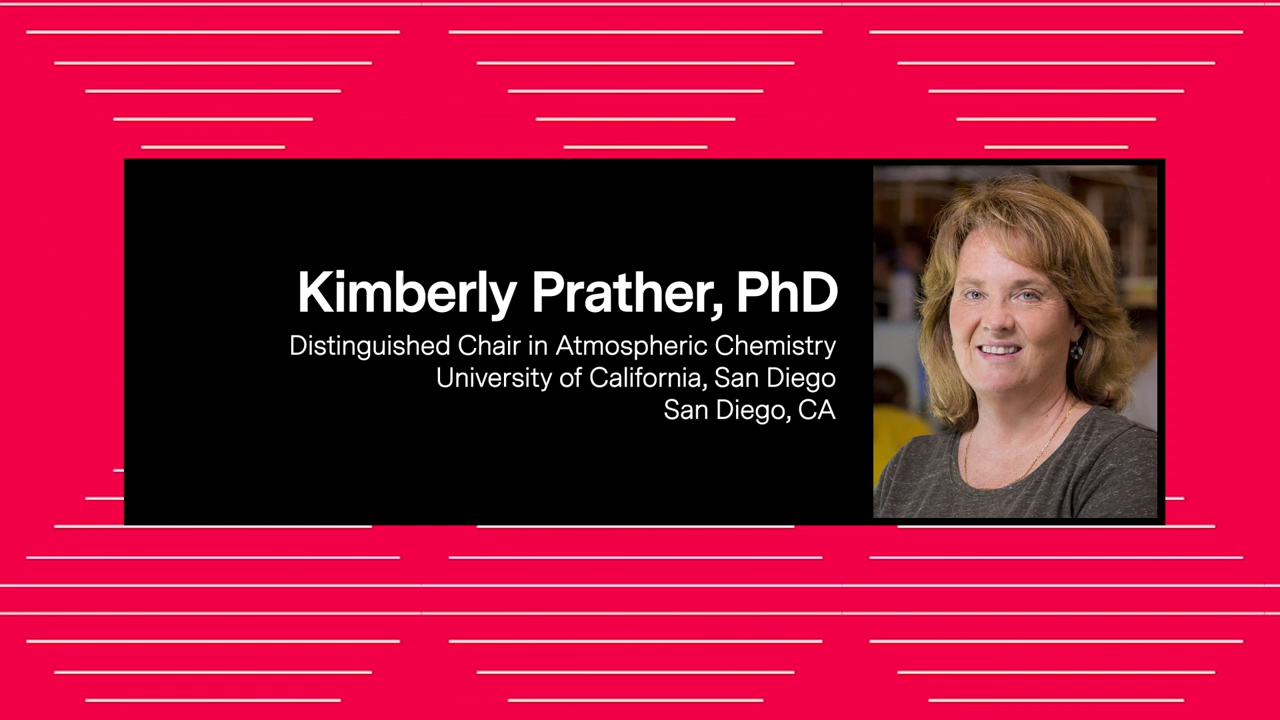 Kimberly Prather, PhD
Distinguished Chair in Atmospheric Chemistry
University of California, San Diego
San Diego, CA